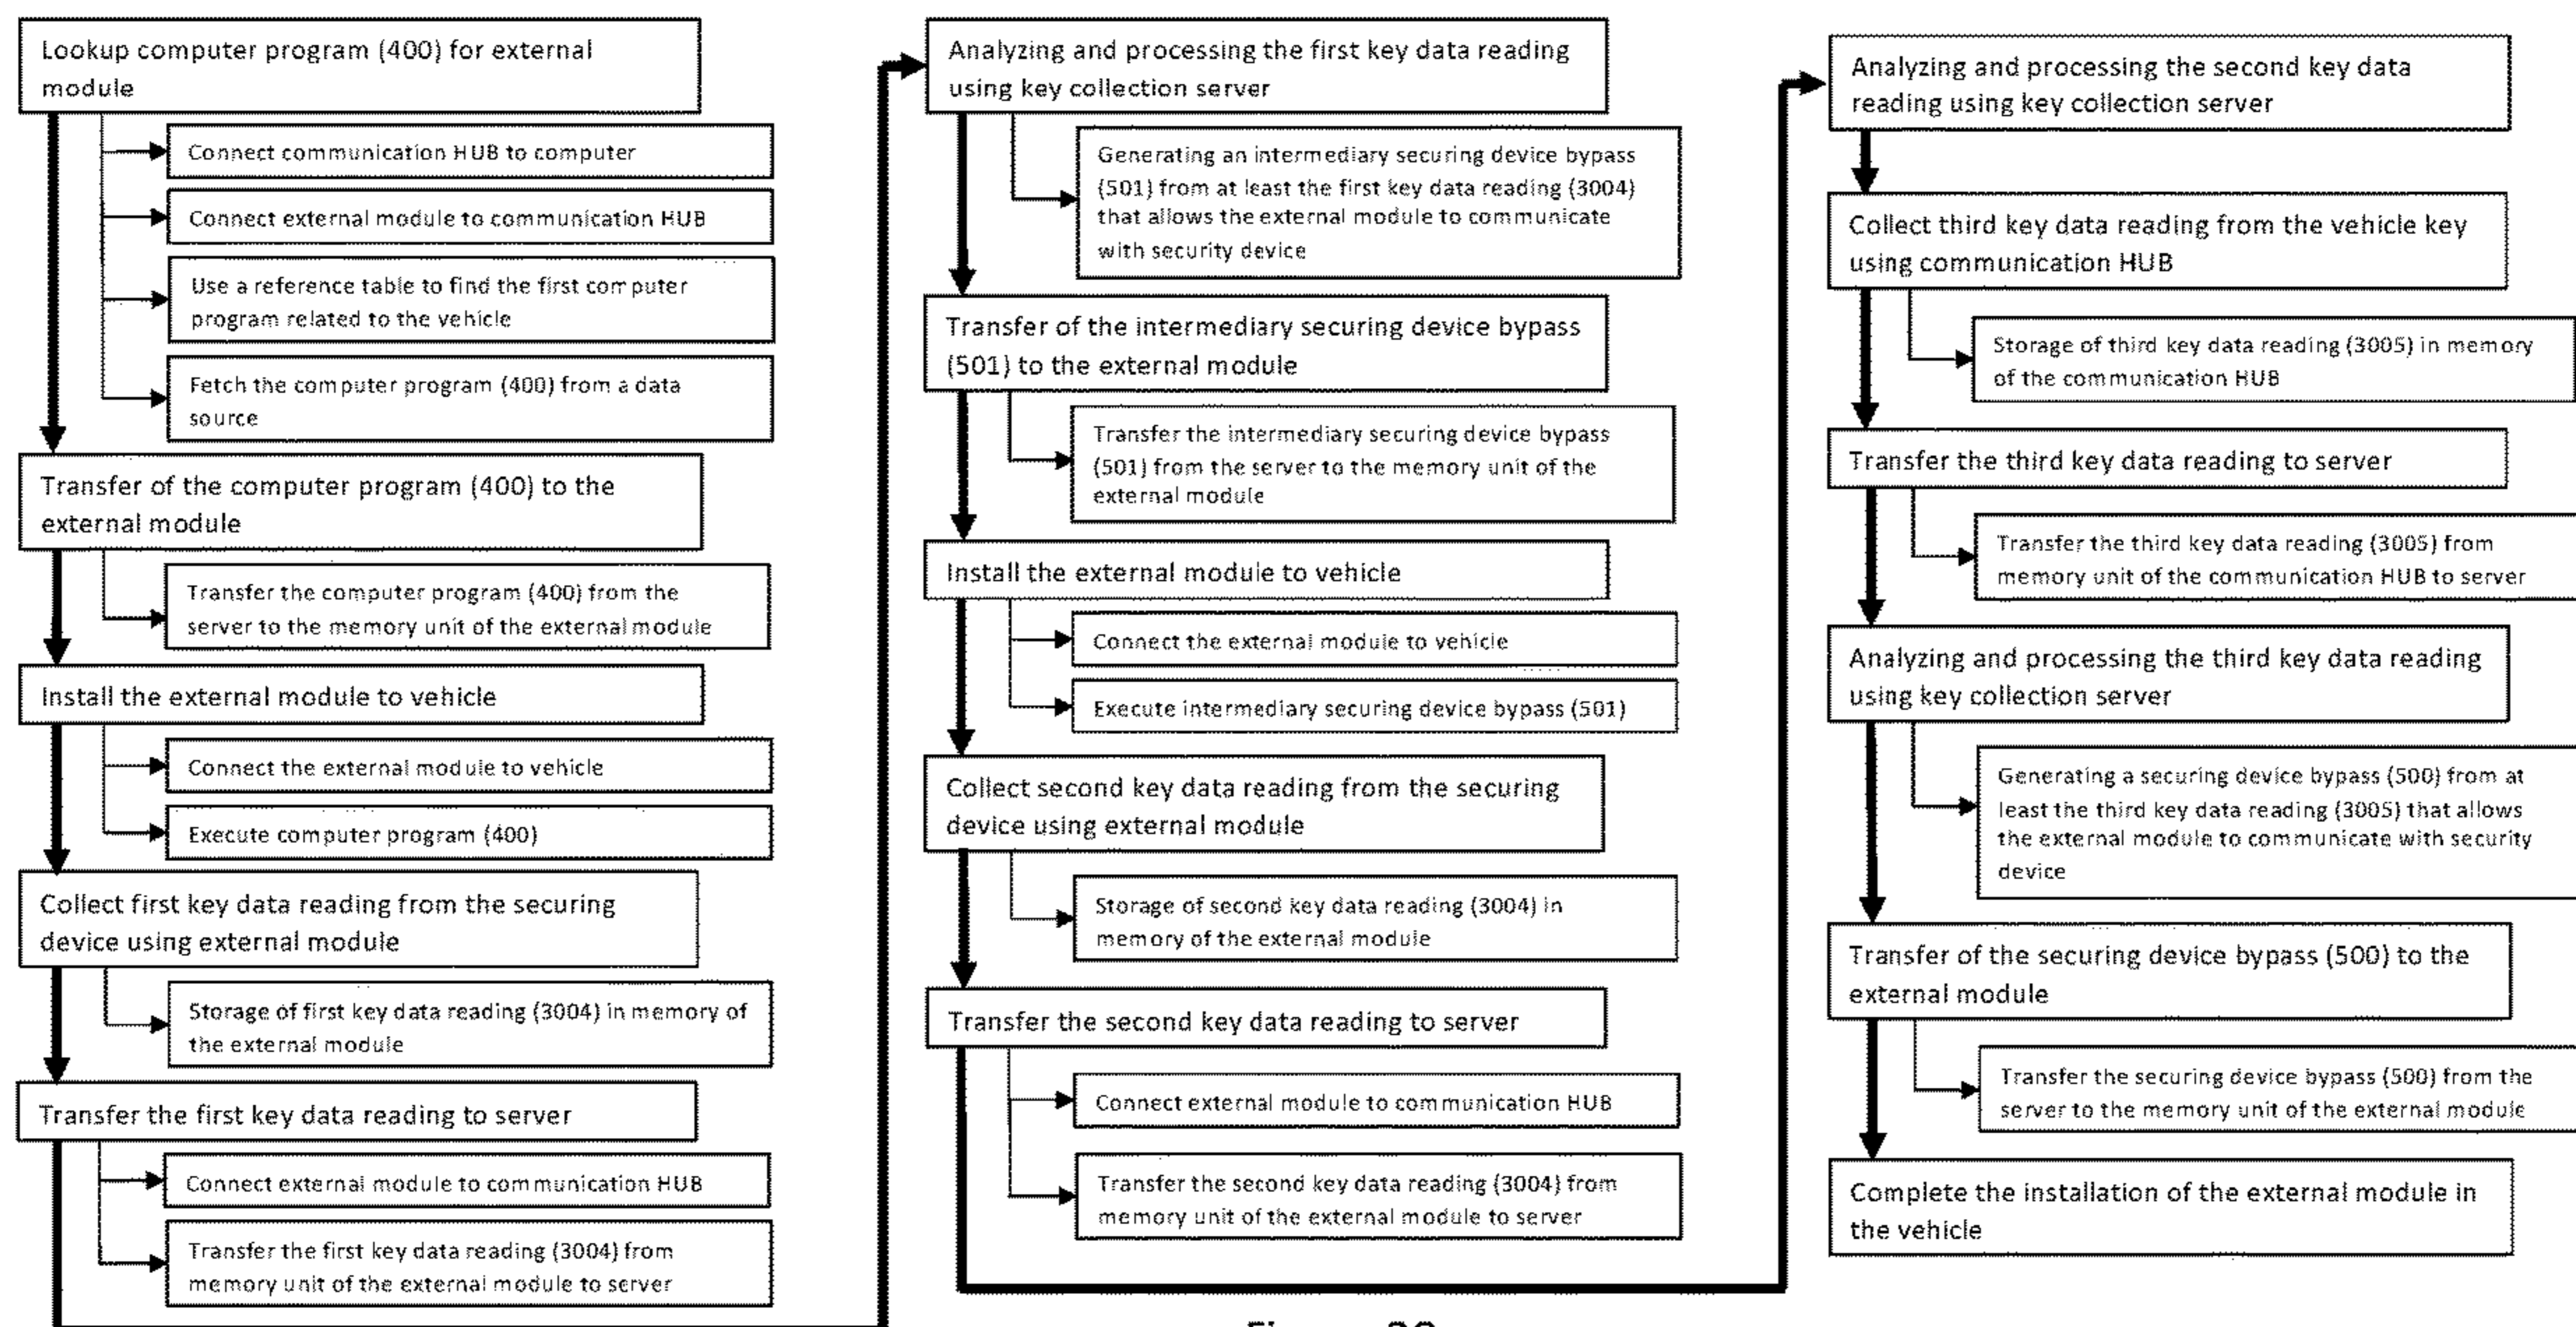 Lookup computer program (400) for external
module
Connect communication HUB to computer
Connect external module to communication HUB
Use a reference table to find the first computer
program related to the vehicle
Fetch the computer program (400) from a data
source
Transfer of the computer program (400) to the
external module
Transfer the computer program (400) from the
server to the memory unit of the external module
Install the external module to vehicle
Connect the external module to vehicle
Execute computer program (400)
Collect first key data reading from the securing
device using external module
Storage of first key data reading (3004) in memory of
the external module
Transfer the first key data reading to server
Connect external module to communication HUB
Transfer the first key data reading (3004) from
memory unit of the external module to server
Analyzing and processing the first key data reading
using key collection server
Generating an intermediary securing device bypass
(501) from at least the first key data reading (3004)
that allows the external module to communicate
with security device
Transfer of the intermediary securing device bypass
(501) to the external module
Transfer the intermediary securing device bypass
(501) from the server to the memory unit of the
external module
Install the external module to vehicle
Connect the external module to vehicle
Execute intermediary securing device bypass (501)
Collect second key data reading from the securing
device using external module
Storage of second key data reading (3004) in
memory of the external module
Transfer the second key data reading to server
Connect external module to communication HUB
Transfer the second key data reading (3004) from
memory unit of the external module to server
Analyzing and processing the second key data
reading using key collection server
Collect third key data reading from the vehicle key
using communication HUB
Storage of third key data reading (3005) in memory
of the communication HUB
Transfer the third key data reading to server
Transfer the third key data reading (3005) from
memory unit of the communication HUB to server
Analyzing and processing the third key data reading
using key collection server
Generating a securing device bypass (500) from at
least the third key data reading (3005) that allows
the external module to communicate with security
device
Transfer of the securing device bypass (500) to the
external module
Transfer the securing device bypass (500) from the
server to the memory unit of the external module
Complete the installation of the external module in
the vehicle